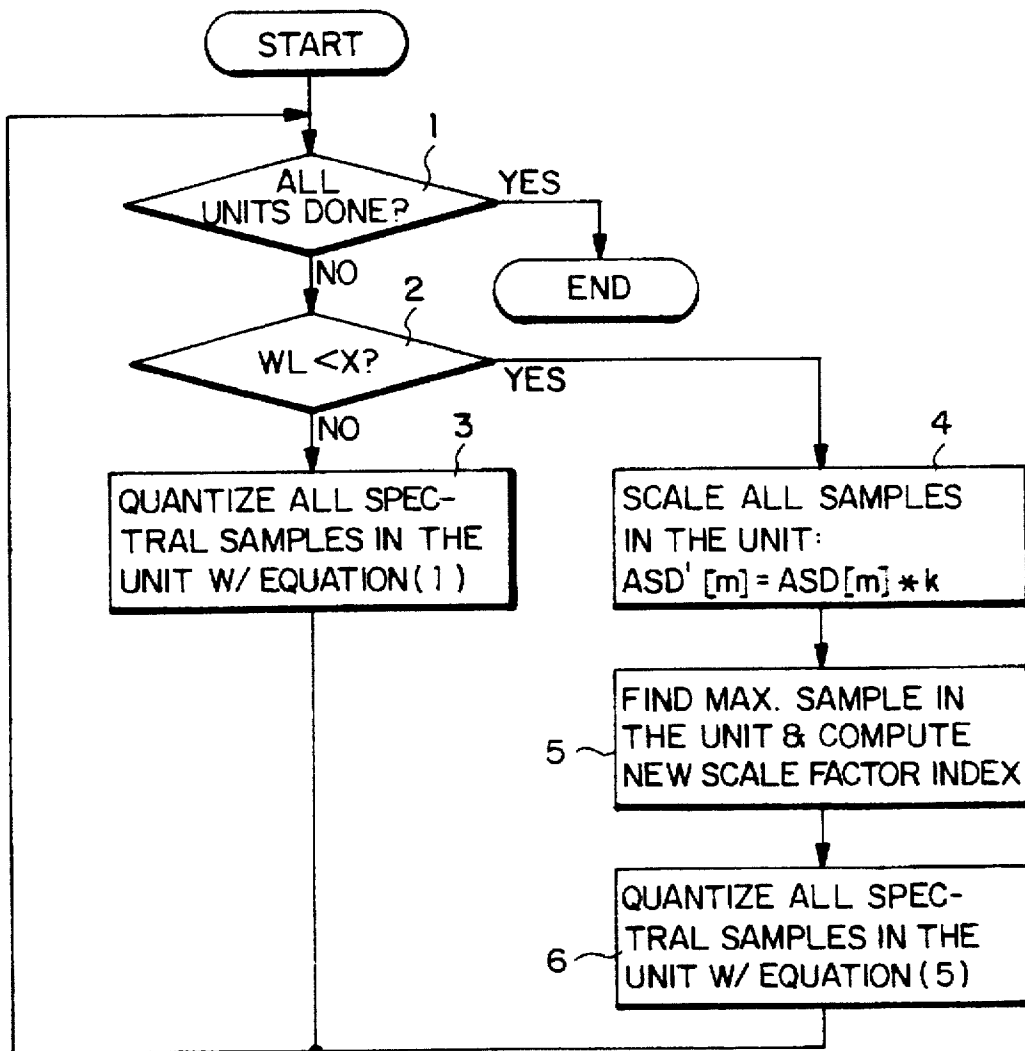 START
1
ALL
UNITS DONE?
YES
NO
END
2
WL <X?
YES
NO
3
QUANTIZE ALL SPEC-
TRAL SAMPLES IN THE
UNIT W/ EQUATION (1)
4
SCALE ALL SAMPLES
IN THE UNIT:
ASD' [m] = ASD[m] * k
5
FIND MAX. SAMPLE IN
THE UNIT & COMPUTE
NEW SCALE FACTOR INDEX
6
QUANTIZE ALL SPEC-
TRAL SAMPLES IN THE
UNIT W/ EQUATION (5)